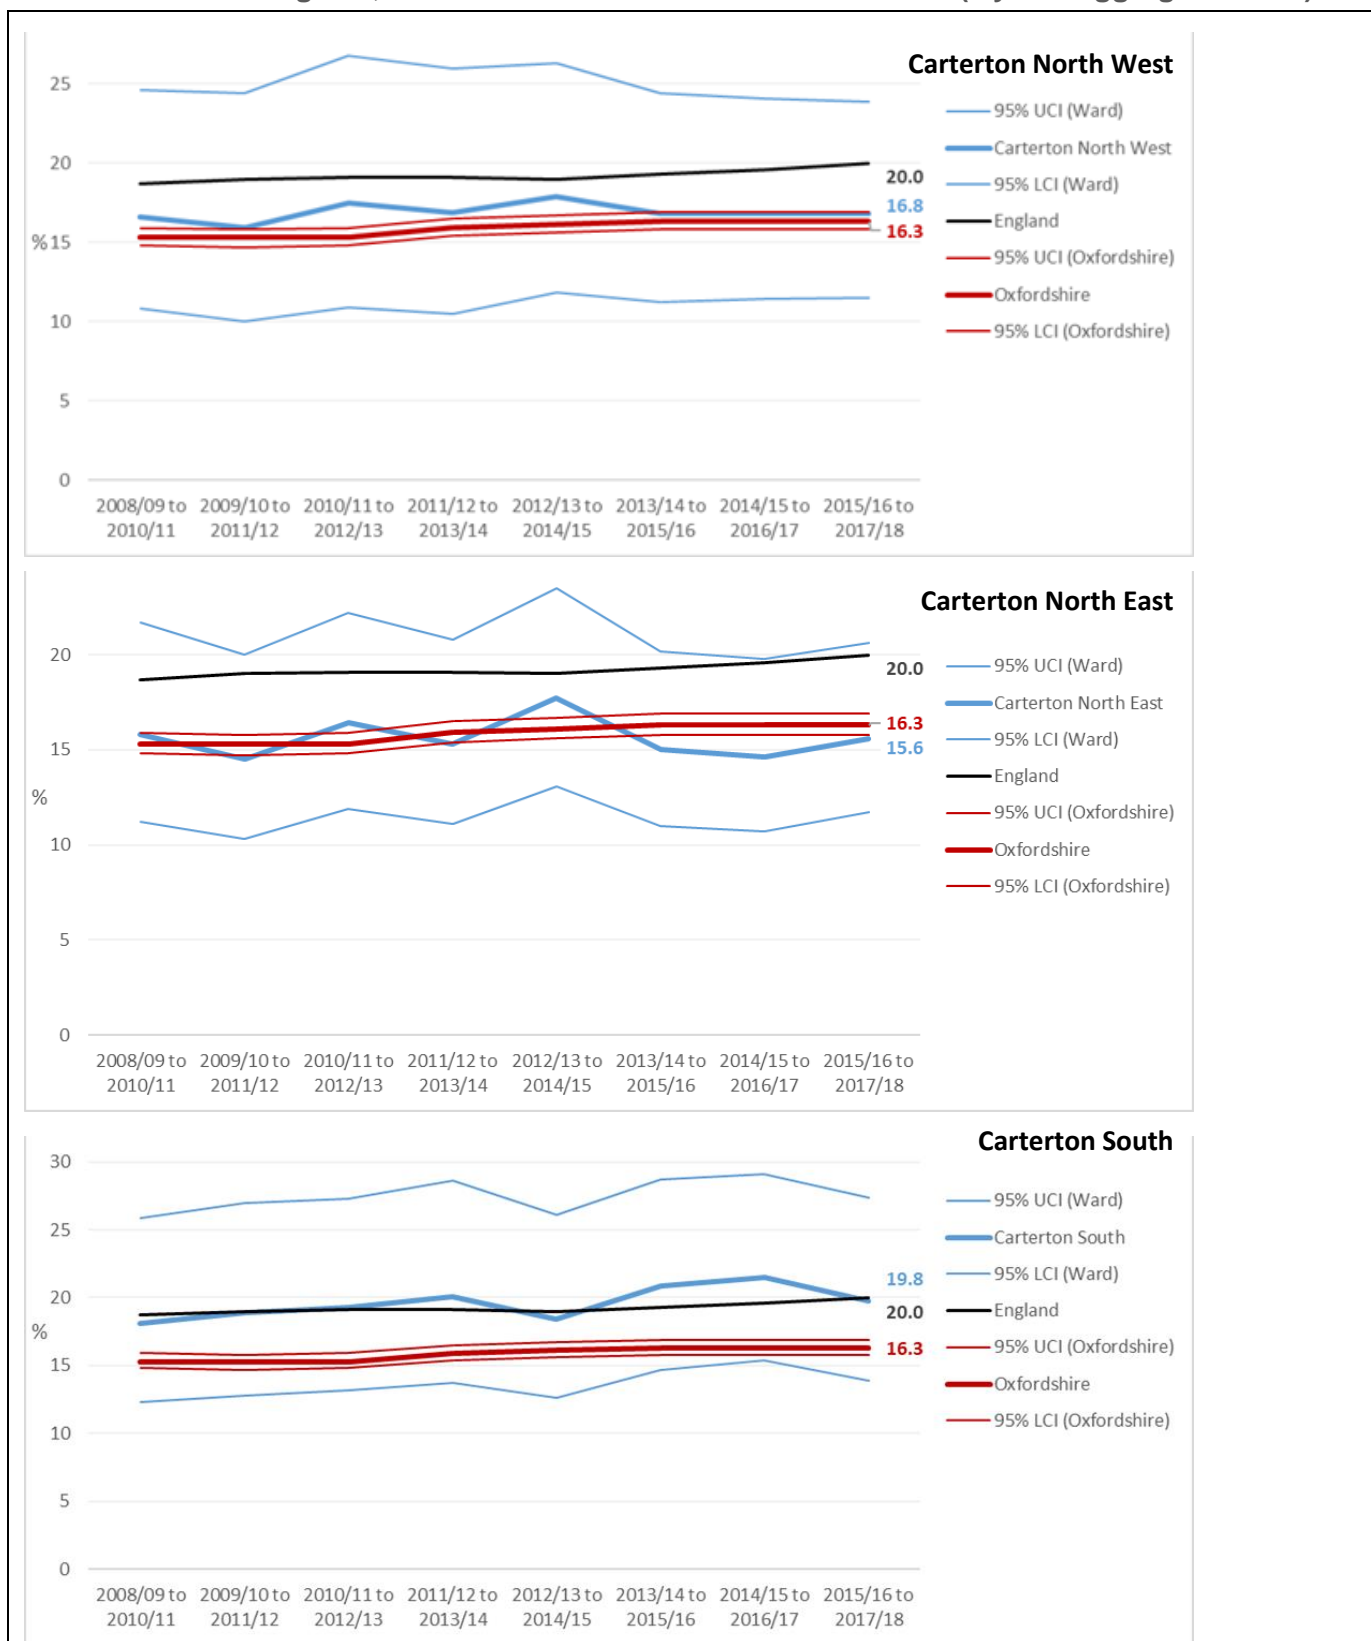 Carterton North West
25
20
%15
10
5
0
95% UCI (Ward)
Carterton North West
95% LCI (Ward)
England
95% UCI (Oxfordshire)
Oxfordshire
95% LCI (Oxfordshire)
20.0
16.8
16.3
2008/09 to 2009/10 to 2010/11 to 2011/12 to 2012/13 to 2013/14 to 2014/15 to 2015/16 to
2010/11 2011/12 2012/13 2013/14 2014/15 2015/16 2016/17 2017/18
Carterton North East
20
15
%
10
5
0
95% UCI (Ward)
Carterton North East
95% LCI (Ward)
England
95% UCI (Oxfordshire)
Oxfordshire
95% LCI (Oxfordshire)
20.0
16.3
15.6
2008/09 to 2009/10 to 2010/11 to 2011/12 to 2012/13 to 2013/14 to 2014/15 to 2015/16 to
2010/11 2011/12 2012/13 2013/14 2014/15 2015/16 2016/17 2017/18
Carterton South
30
25
20
%
15
10
5
0
95% UCI (Ward)
Carterton South
95% LCI (Ward)
England
95% UCI (Oxfordshire)
Oxfordshire
95% LCI (Oxfordshire)
19.8
20.0
16.3
2008/09 to 2009/10 to 2010/11 to 2011/12 to 2012/13 to 2013/14 to 2014/15 to 2015/16 to
2010/11 2011/12 2012/13 2013/14 2014/15 2015/16 2016/17 2017/18